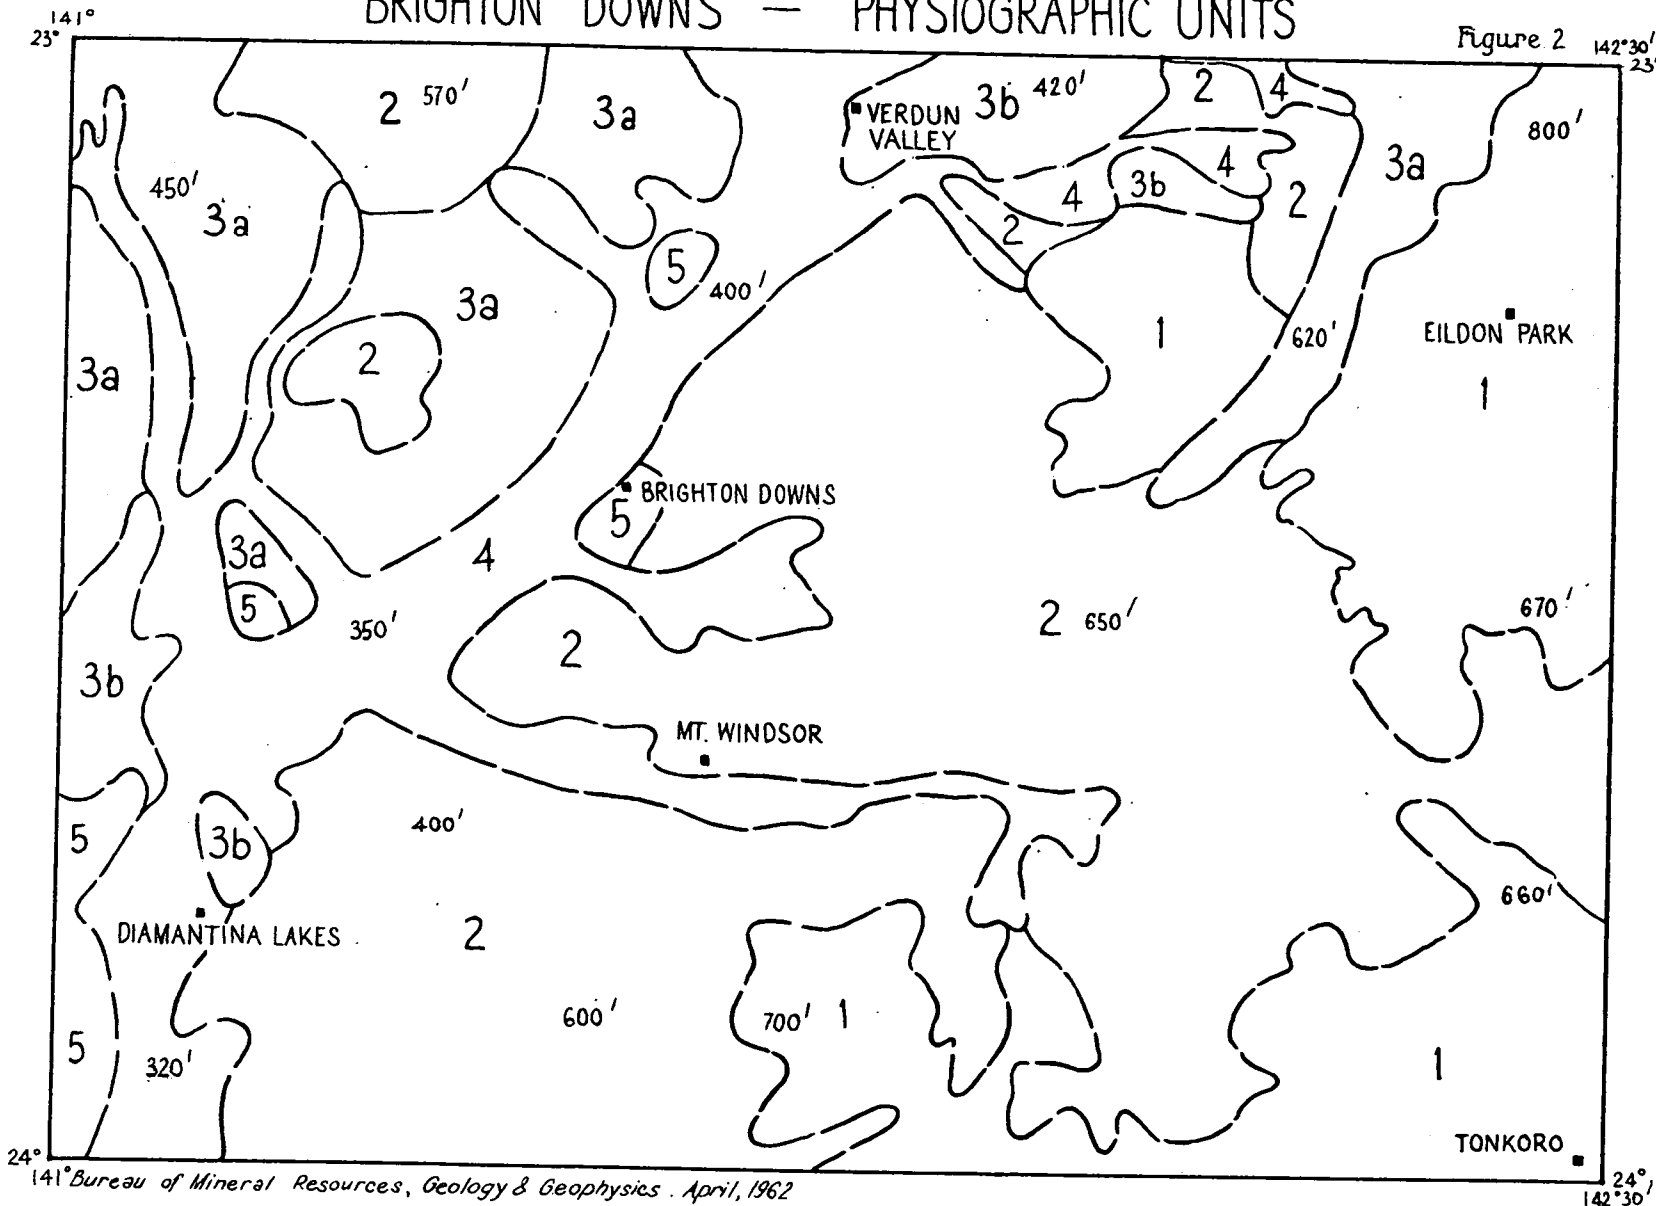 BRIGHTON DOWNS — PHYSIOGRAPHIC UNITS
Figure 2
141°
23°
142°30'
23°
2 570'
3a
3b 420'
2
4
800'
VERDUN
VALLEY
3a
450'
3a
4
3b
4
2
2
5
400'
3a
1
620'
EILDON PARK
2
3a
1
BRIGHTON DOWNS
5
3a
4
5
350'
2
2 650'
670'
3b
MT. WINDSOR
5
3b
400'
660'
DIAMANTINA LAKES
2
600'
700' 1
5
320'
1
TONKORO
24°
141°
24°
142°30'
Bureau of Mineral Resources, Geology & Geophysics. April, 1962